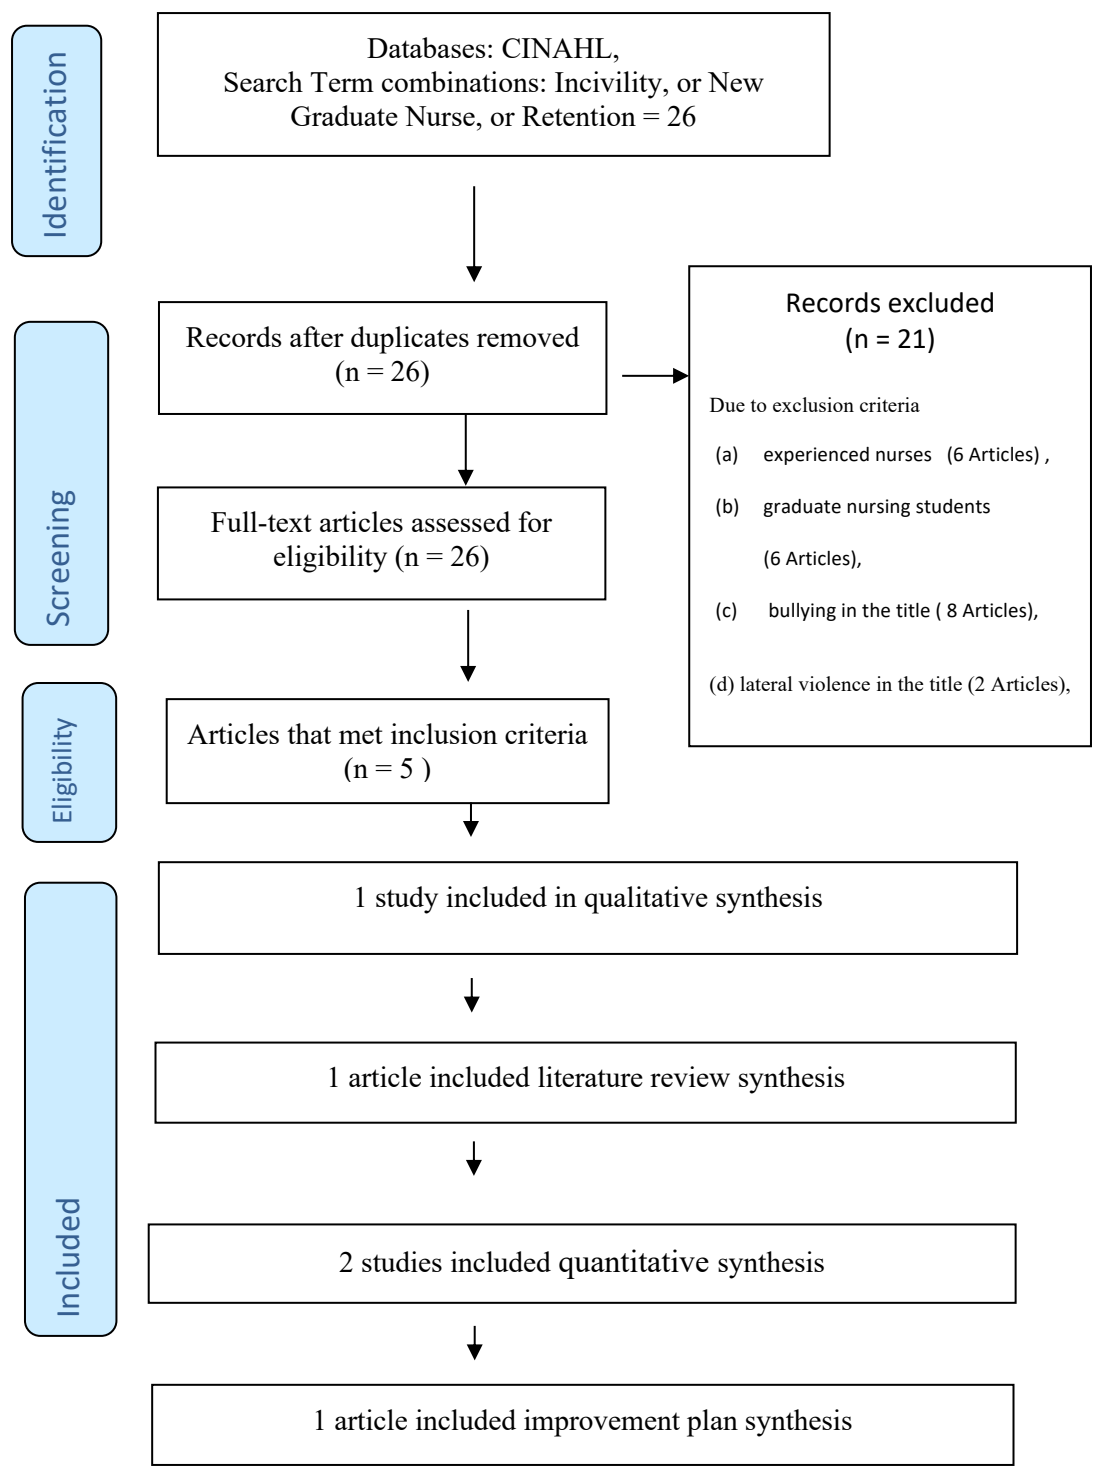 Identification
Databases: CINAHL,
Search Term combinations: Incivility, or New
Graduate Nurse, or Retention = 26
Screening
Records after duplicates removed
(n = 26)
Records excluded
(n = 21)
Due to exclusion criteria
(a) experienced nurses (6 Articles) ,
(b) graduate nursing students
(6 Articles),
(c) bullying in the title ( 8 Articles),
(d) lateral violence in the title (2 Articles),
Full-text articles assessed for
eligibility (n = 26)
Eligibility
Articles that met inclusion criteria
(n = 5 )
Included
1 study included in qualitative synthesis
1 article included literature review synthesis
2 studies included quantitative synthesis
1 article included improvement plan synthesis